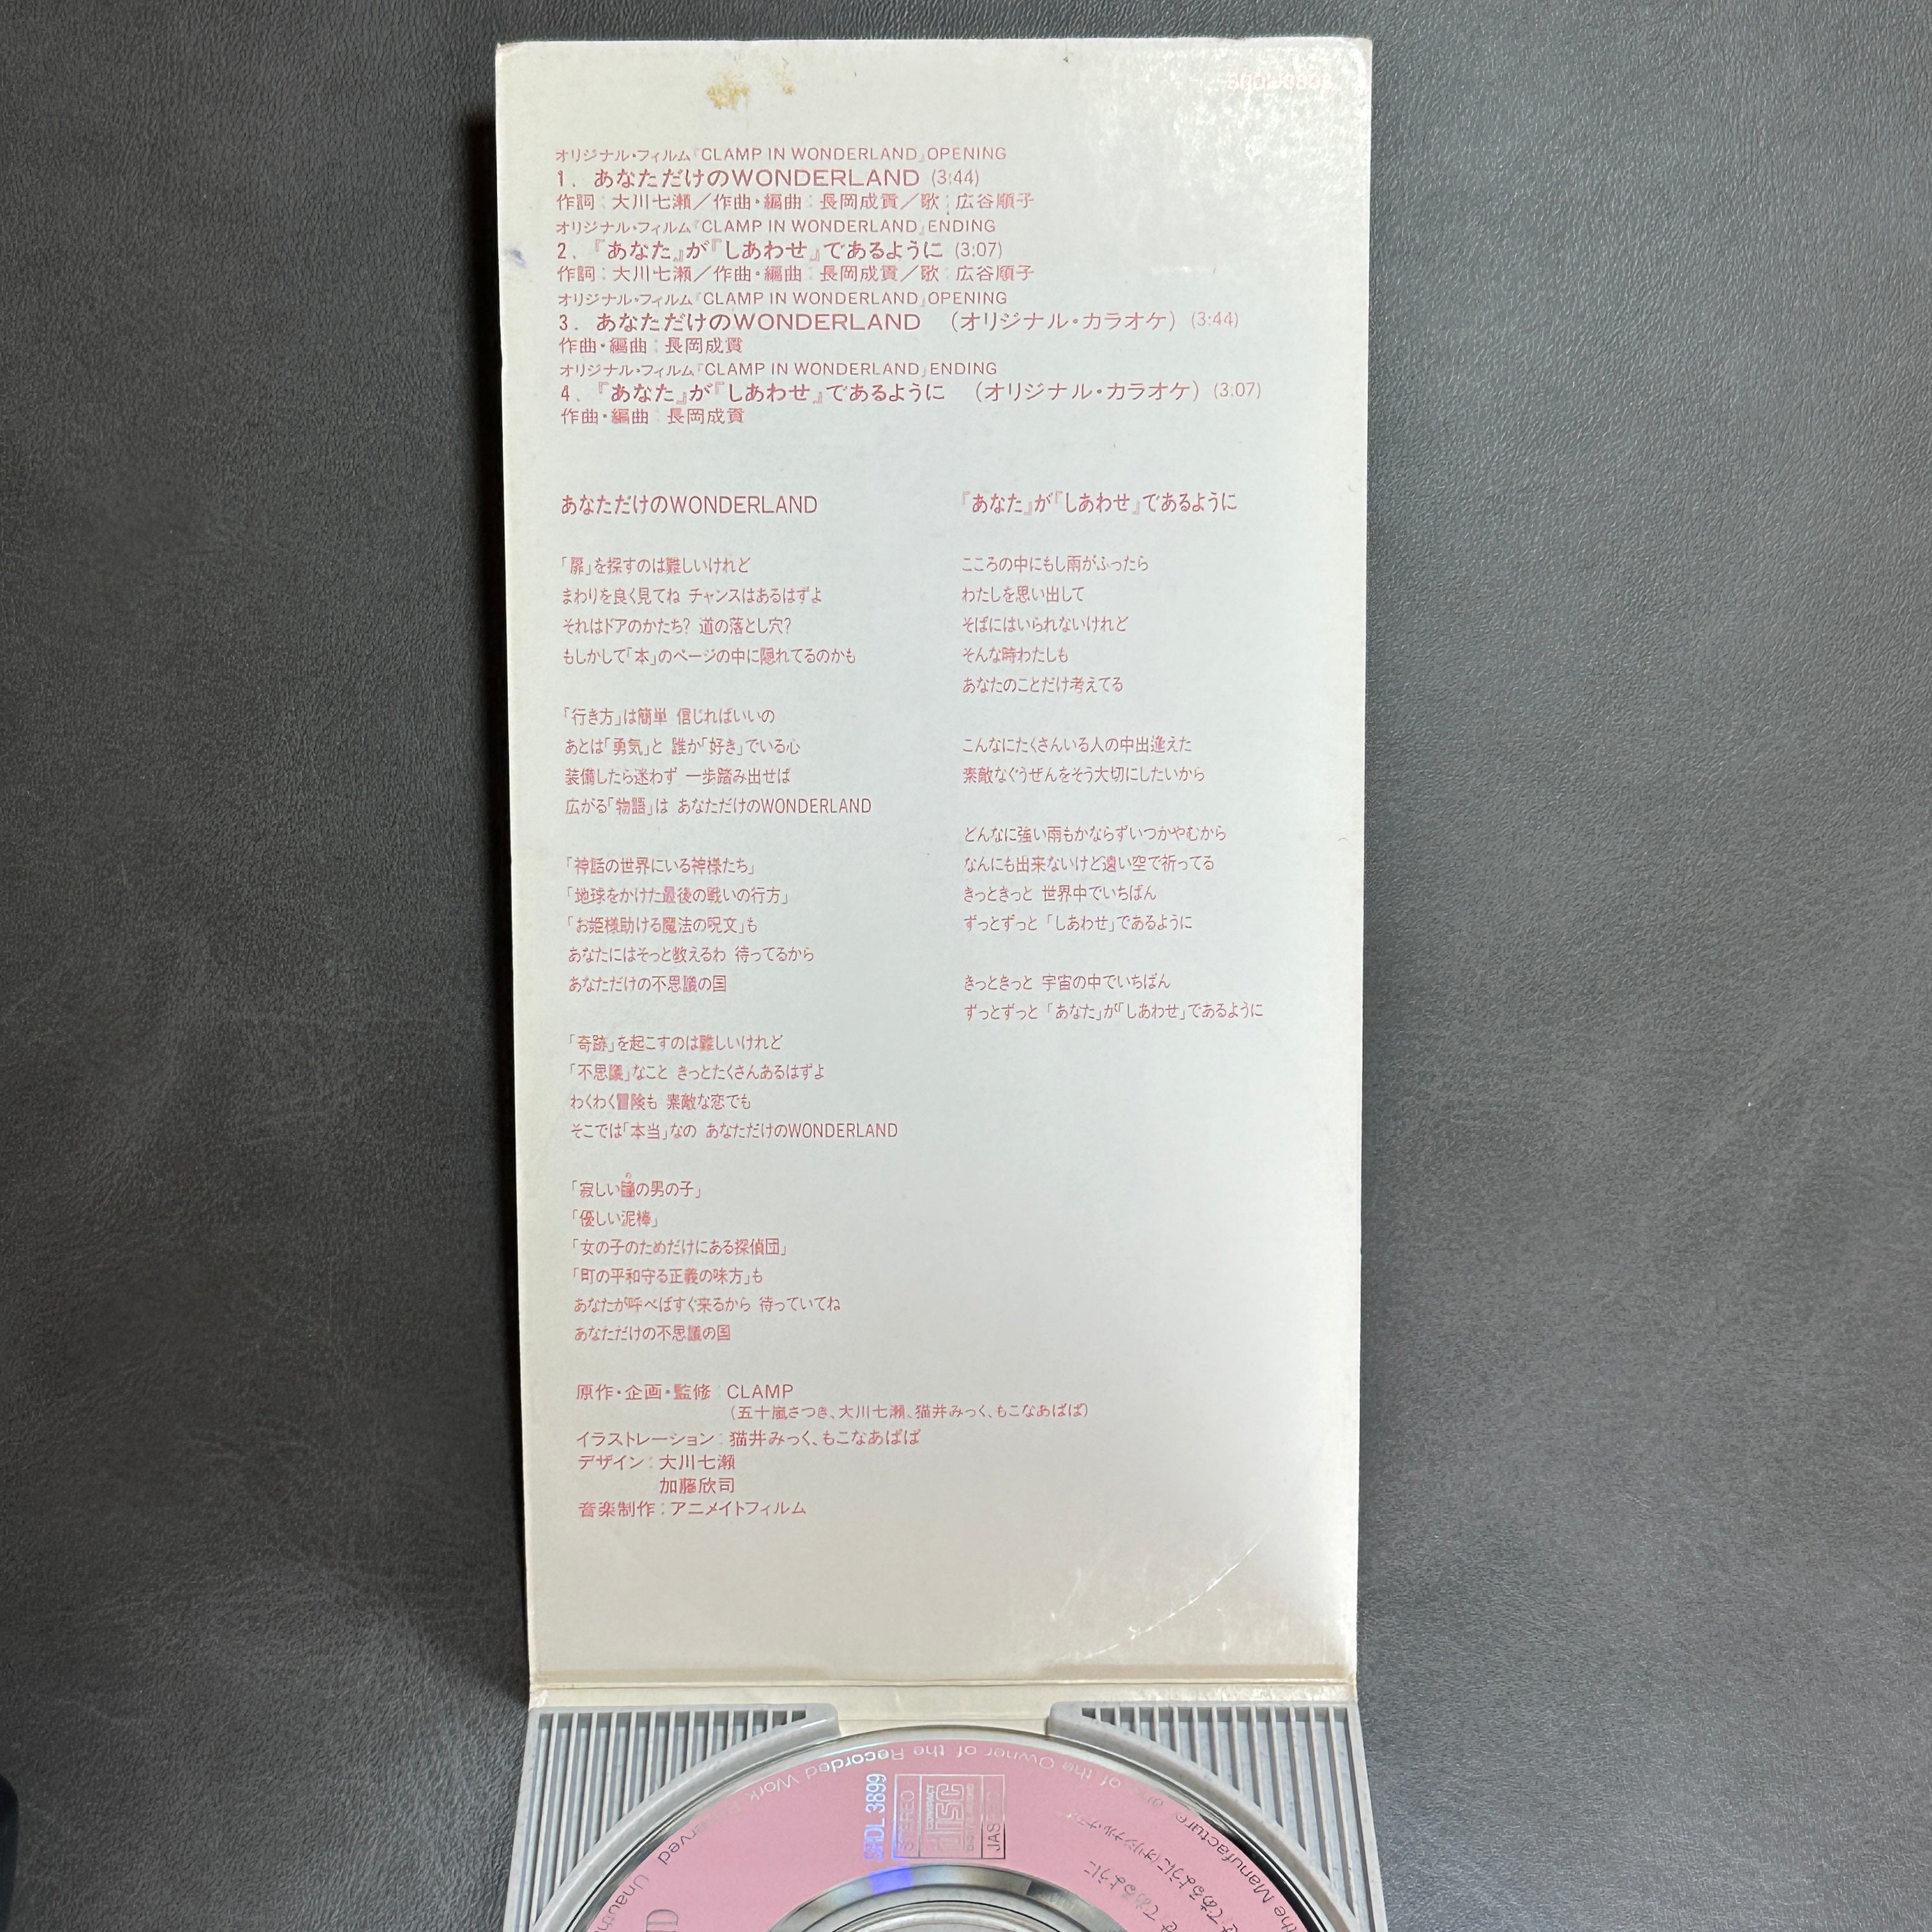 オリジナル・フィルム『CLAMP IN WONDERLAND』OPENING
1. あなただけのWONDERLAND (3:44)
作詞:大川七瀬/作曲・編曲:長岡成貢/歌:広谷順子
オリジナル・フィルム『CLAMP IN WONDERLAND』ENDING
2. 『あなた』が『しあわせ』であるように (3:07)
作詞:大川七瀬/作曲・編曲:長岡成貢/歌:広谷順子
オリジナル・フィルム『CLAMP IN WONDERLAND』OPENING
3. あなただけのWONDERLAND (オリジナル・カラオケ) (3:44)
作曲・編曲:長岡成貢
オリジナル・フィルム『CLAMP IN WONDERLAND』ENDING
4. 『あなた』が『しあわせ』であるように (オリジナル・カラオケ) (3:07)
作曲・編曲:長岡成貢
あなただけのWONDERLAND
「扉」を探すのは難しいけれど
まわりを良く見てね チャンスはあるはずよ
それはドアのかたち? 道の落とし穴?
もしかして「本」のページの中に隠れてるのかも
「行き方」は簡単 信じればいいの
あとは「勇気」と 誰か「好き」でいる心
装備したら迷わず 一歩踏み出せば
広がる「物語」は あなただけのWONDERLAND
「神話の世界にいる神様たち」
「地球をかけた最後の戦いの行方」
「お姫様助ける魔法の呪文」も
あなたにはそっと教えるわ 待ってるから
あなただけの不思議の国
「奇跡」を起こすのは難しいけれど
「不思議」なこと きっとたくさんあるはずよ
わくわく冒険も 素敵な恋でも
そこでは「本当」なの あなただけのWONDERLAND
「寂しい瞳の男の子」
「優しい泥棒」
「女の子のためだけにある探偵団」
「町の平和守る正義の味方」も
あなたが呼べばすぐ来るから 待っていてね
あなただけの不思議の国
『あなた』が『しあわせ』であるように
こころの中にもし雨がふったら
わたしを思い出して
そばにはいられないけれど
そんな時わたしも
あなたのことだけ考えてる
こんなにたくさんいる人の中出逢えた
素敵なぐうぜんをそう大切にしたいから
どんなに強い雨もかならずいつかやむから
なんにも出来ないけど遠い空で祈ってる
きっときっと 世界中でいちばん
ずっとずっと 「しあわせ」であるように
きっときっと 宇宙の中でいちばん
ずっとずっと 「あなた」が「しあわせ」であるように
原作・企画・監修:CLAMP
(五十嵐さつき、大川七瀬、猫井みっく、もこなあぱぱ)
イラストレーション:猫井みっく、もこなあぱぱ
デザイン:大川七瀬
加藤欣司
音楽制作:アニメイトフィルム
of the Owner of the Recorded Work
SRDL 3899
STEREO
COMPACT
disc
DIGITAL AUDIO
the Manufacturer
であるように(オリジナル・カラオケ)
であるように